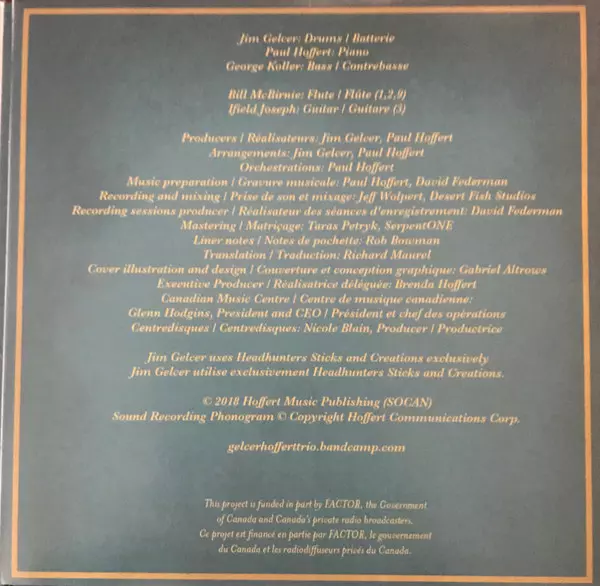 Jim Gelcer: Drums | Batterie
Paul Hoffert: Piano
George Koller: Bass | Contrebasse
Bill McBirnie: Flute | Flûte (1,2,9)
Ifield Joseph: Guitar | Guitare (3)
Producers | Réalisateurs: Jim Gelcer, Paul Hoffert
Arrangements: Jim Gelcer, Paul Hoffert
Orchestrations: Paul Hoffert
Music preparation | Gravure musicale: Paul Hoffert, David Federman
Recording and mixing | Prise de son et mixage: Jeff Wolpert, Desert Fish Studios
Recording sessions producer | Réalisateur des séances d'enregistrement: David Federman
Mastering | Matriçage: Taras Petryk, SerpentONE
Liner notes | Notes de pochette: Rob Bowman
Translation | Traduction: Richard Maurel
Cover illustration and design | Couverture et conception graphique: Gabriel Altrows
Executive Producer | Réalisatrice déléguée: Brenda Hoffert
Canadian Music Centre | Centre de musique canadienne:
Glenn Hodgins, President and CEO | Président et chef des opérations
Centredisques | Centredisques: Nicole Blain, Producer | Productrice
Jim Gelcer uses Headhunters Sticks and Creations exclusively
Jim Gelcer utilise exclusivement Headhunters Sticks and Creations.
© 2018 Hoffert Music Publishing (SOCAN)
Sound Recording Phonogram © Copyright Hoffert Communications Corp.
gelcerhofferttrio.bandcamp.com
This project is funded in part by FACTOR, the Government
of Canada and Canada's private radio broadcasters.
Ce projet est financé en partie par FACTOR, le gouvernement
du Canada et les radiodiffuseurs privés du Canada.